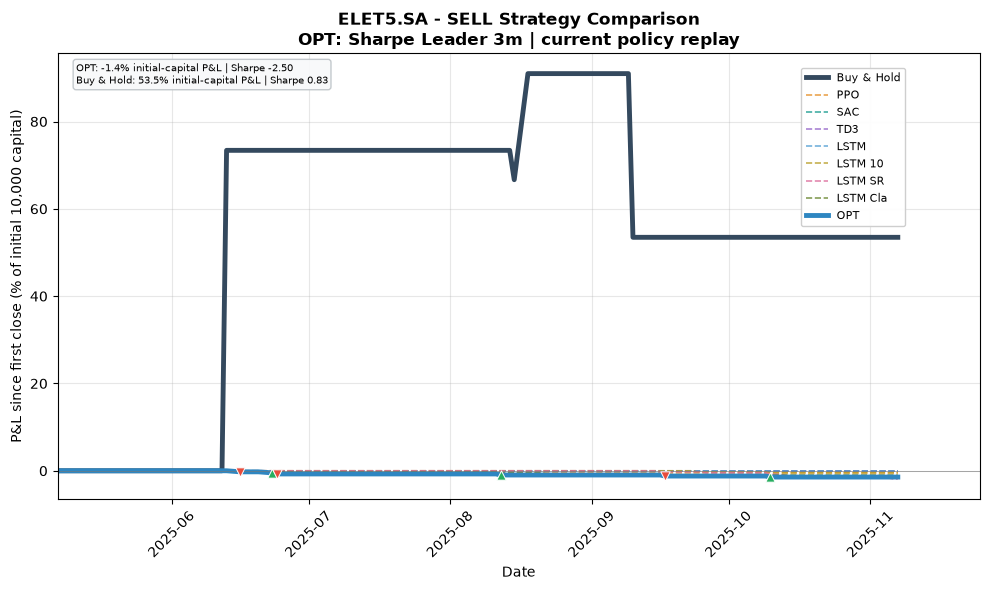 ELET5.SA - SELL Strategy Comparison
OPT: Sharpe Leader 3m | current policy replay
OPT: -1.4% initial-capital P&L | Sharpe -2.50
Buy & Hold: 53.5% initial-capital P&L | Sharpe 0.83
Buy & Hold
PPO
SAC
TD3
LSTM
LSTM 10
LSTM SR
LSTM Cla
OPT
P&L since first close (% of initial 10,000 capital)
80
60
40
20
0
2025-06
2025-07
2025-08
2025-09
2025-10
2025-11
Date